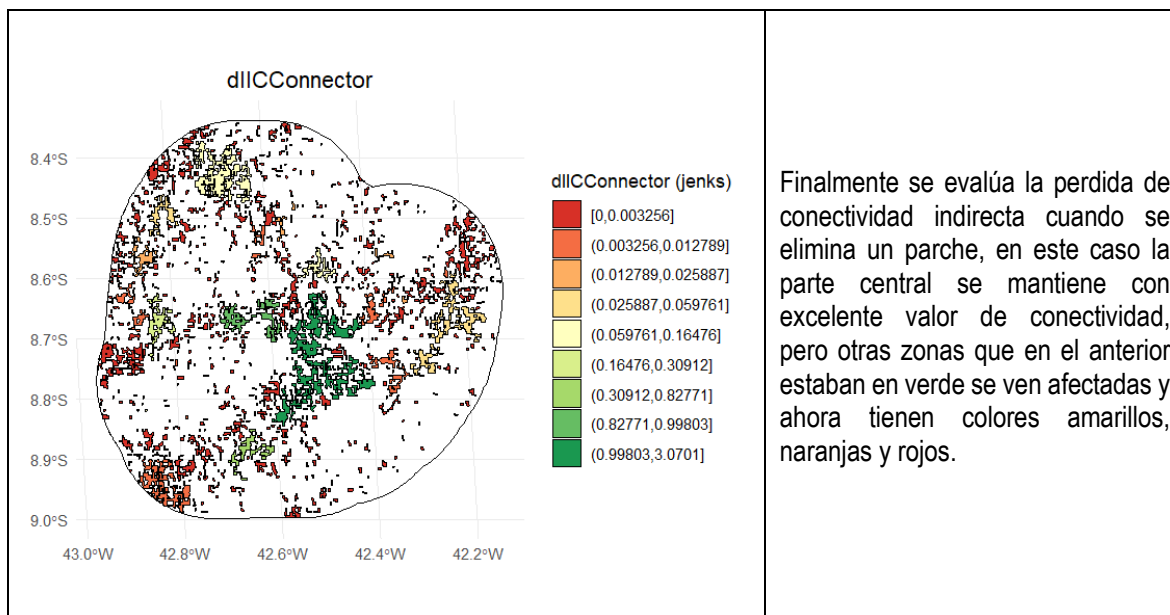 dIICConnector
8.4°S
8.5°S
8.6°S
8.7°S
8.8°S
8.9°S
9.0°S
43.0°W 42.8°W 42.6°W 42.4°W 42.2°W
dIICConnector (jenks)
[0,0.003256]
(0.003256,0.012789]
(0.012789,0.025887]
(0.025887,0.059761]
(0.059761,0.16476]
(0.16476,0.30912]
(0.30912,0.82771]
(0.82771,0.99803]
(0.99803,3.0701]
Finalmente se evalúa la perdida de
conectividad indirecta cuando se
elimina un parche, en este caso la
parte central se mantiene con
excelente valor de conectividad,
pero otras zonas que en el anterior
estaban en verde se ven afectadas y
ahora tienen colores amarillos,
naranjas y rojos.